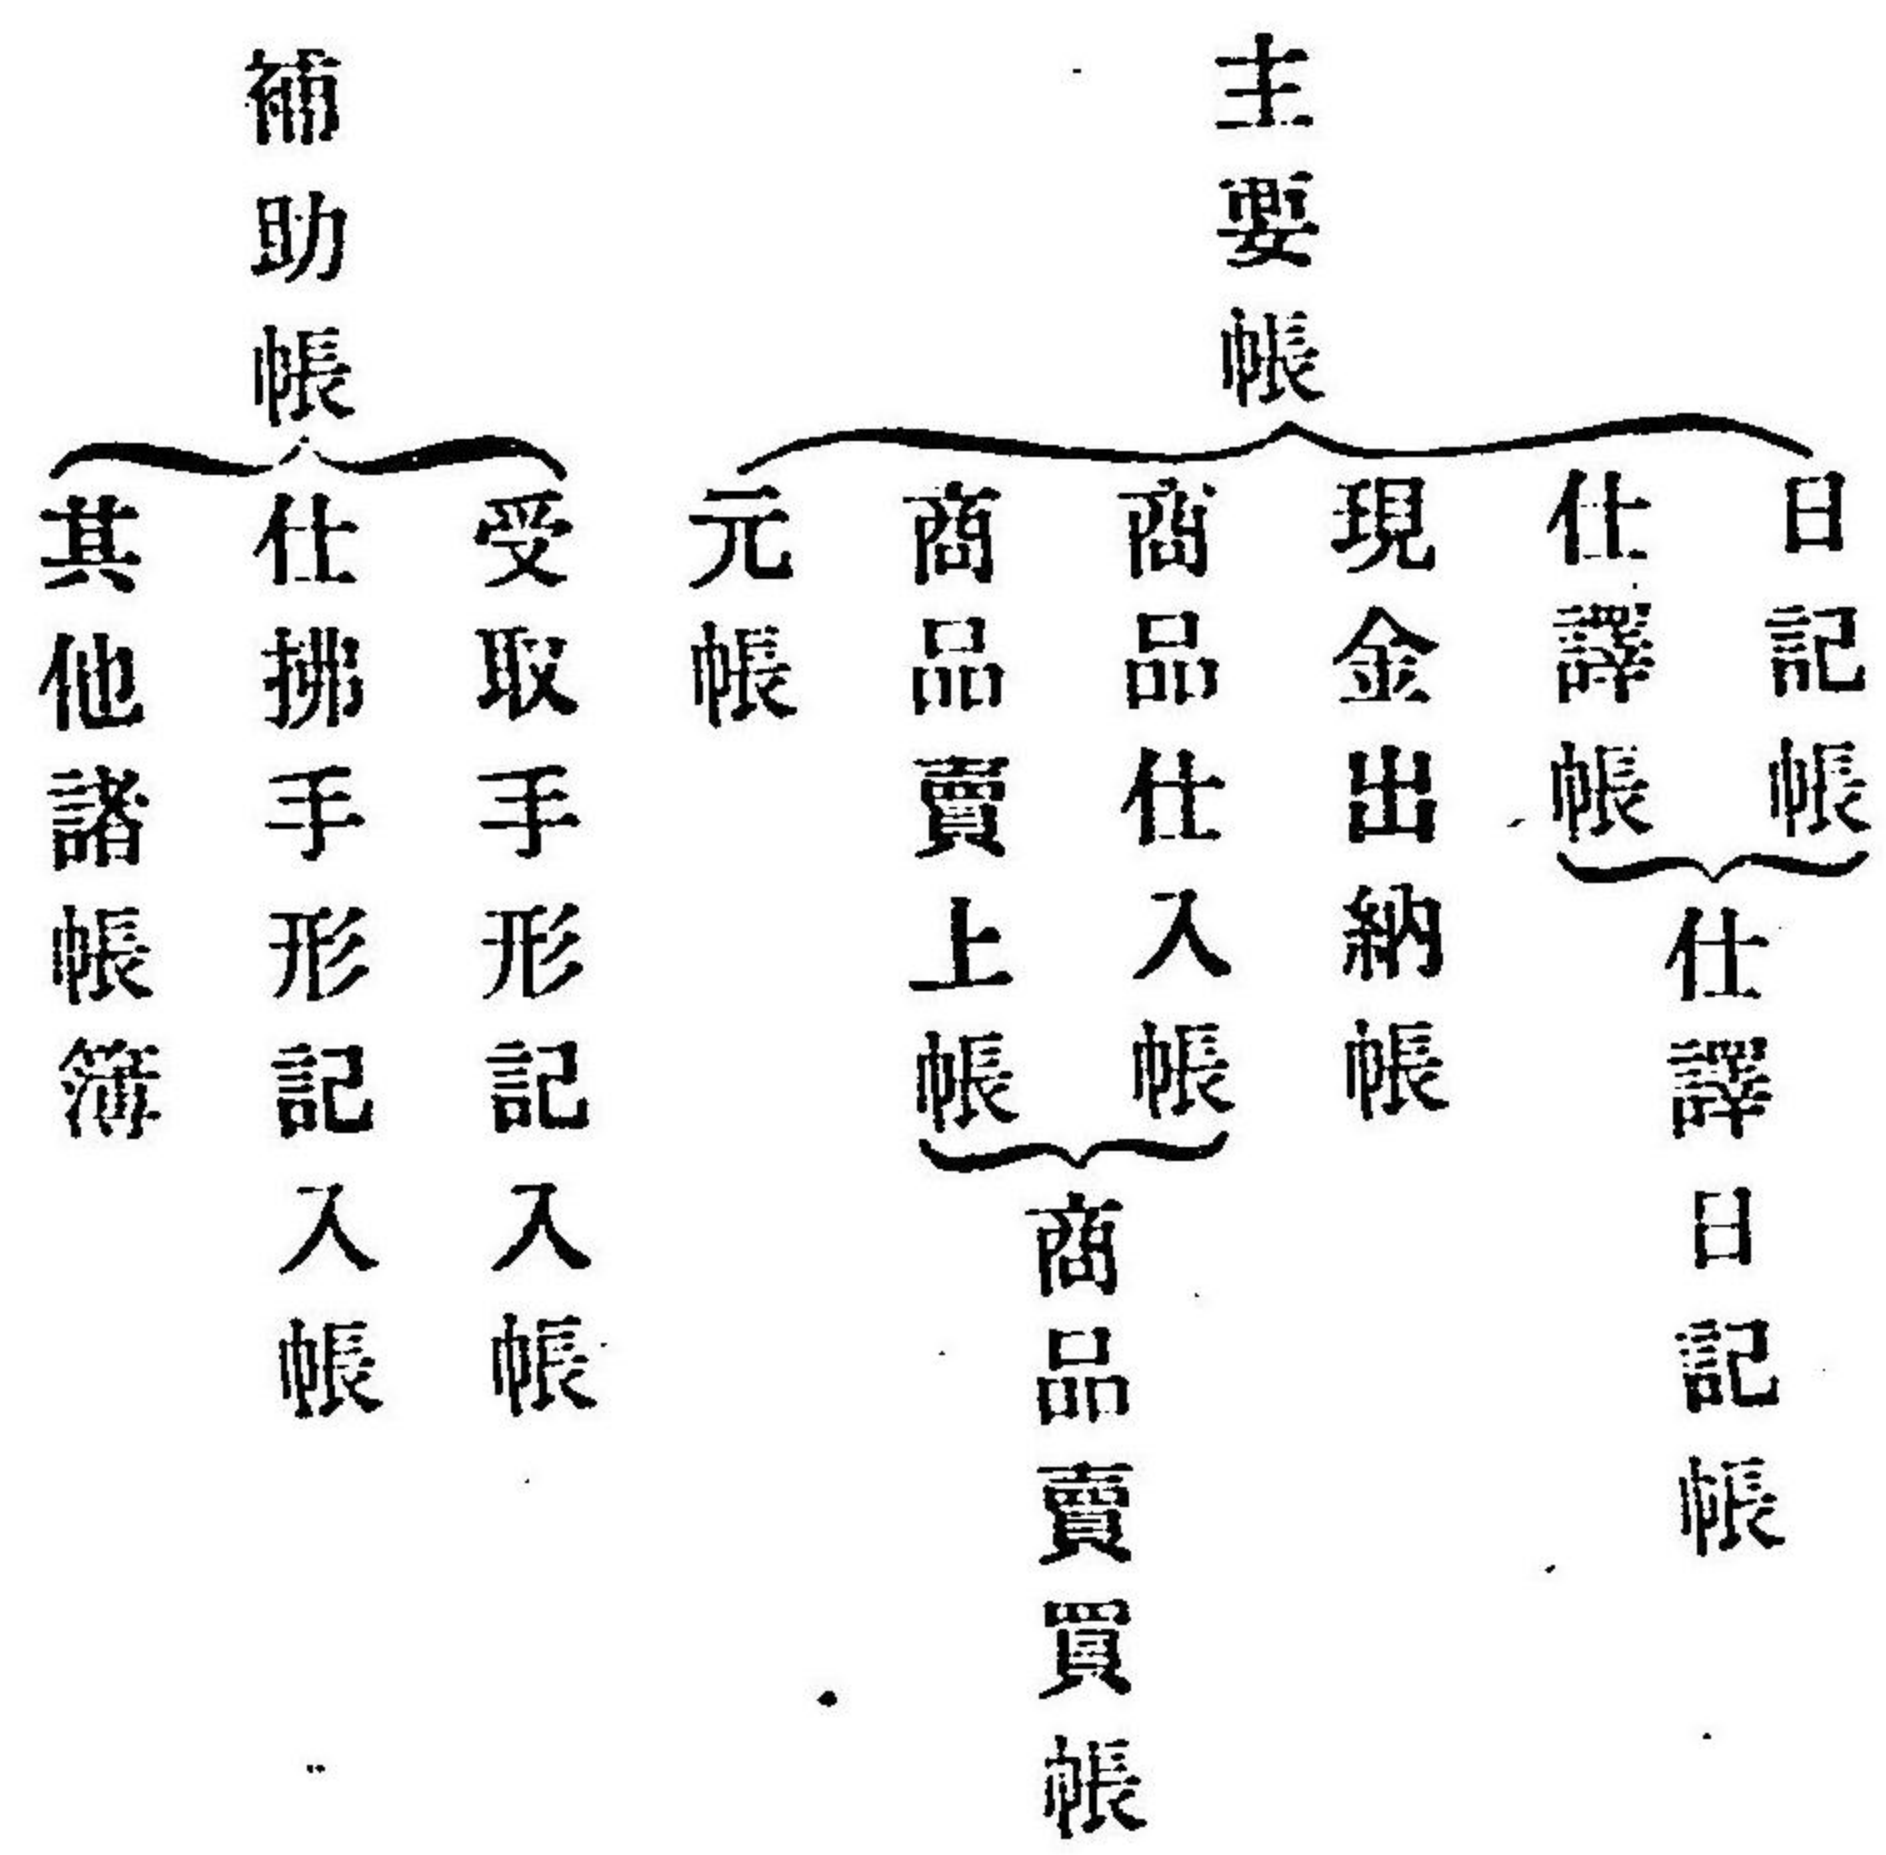 主要帳
日記帳
仕譯帳
仕譯日記帳
現金出納帳
商品仕入帳
商品賣上帳
商品賣買帳
元帳
補助帳
受取手形記入帳
仕拂手形記入帳
其他諸帳簿